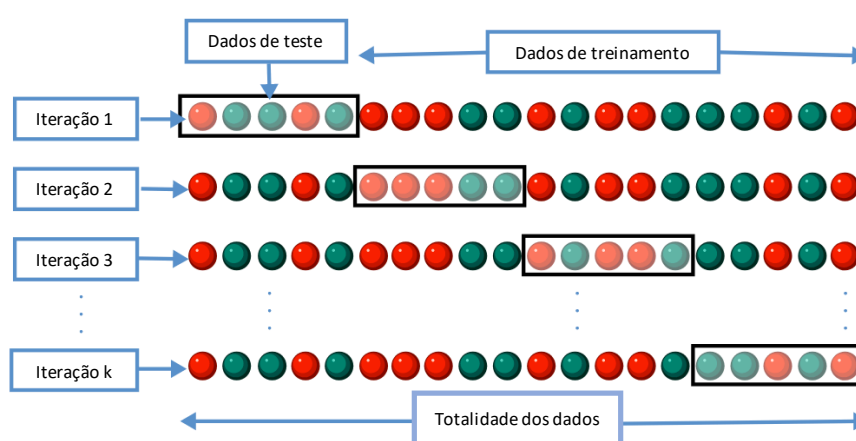 Dados de teste
Dados de treinamento
Iteração 1
Iteração 2
Iteração 3
Iteração k
Totalidade dos dados